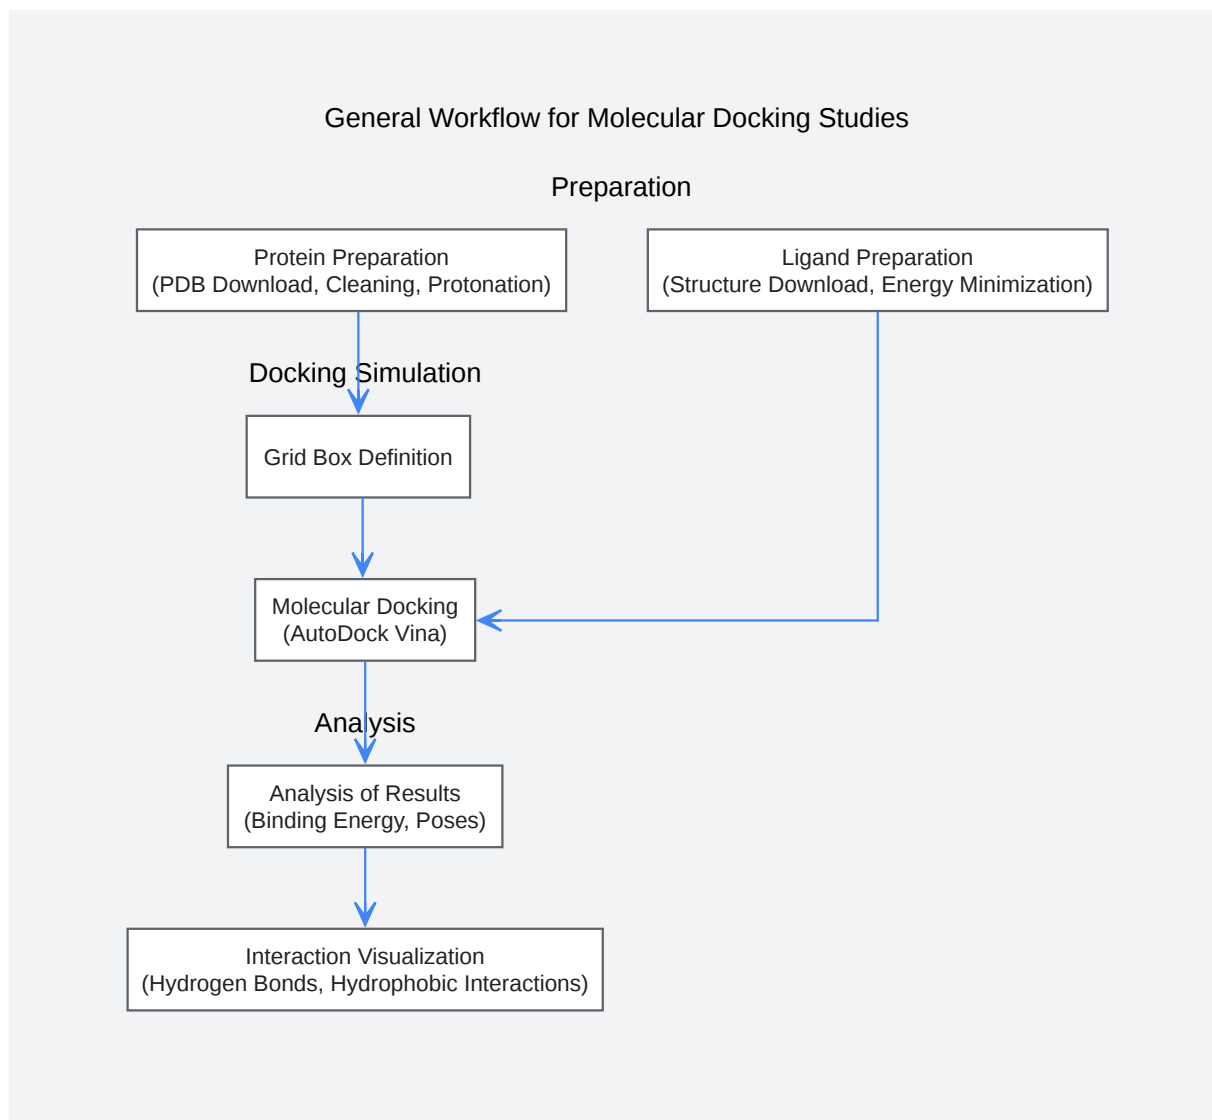 General Workflow for Molecular Docking Studies
Preparation
Protein Preparation
(PDB Download, Cleaning, Protonation)
Ligand Preparation
(Structure Download, Energy Minimization)
Docking Simulation
Grid Box Definition
Molecular Docking
(AutoDock Vina)
Analysis
Analysis of Results
(Binding Energy, Poses)
Interaction Visualization
(Hydrogen Bonds, Hydrophobic Interactions)